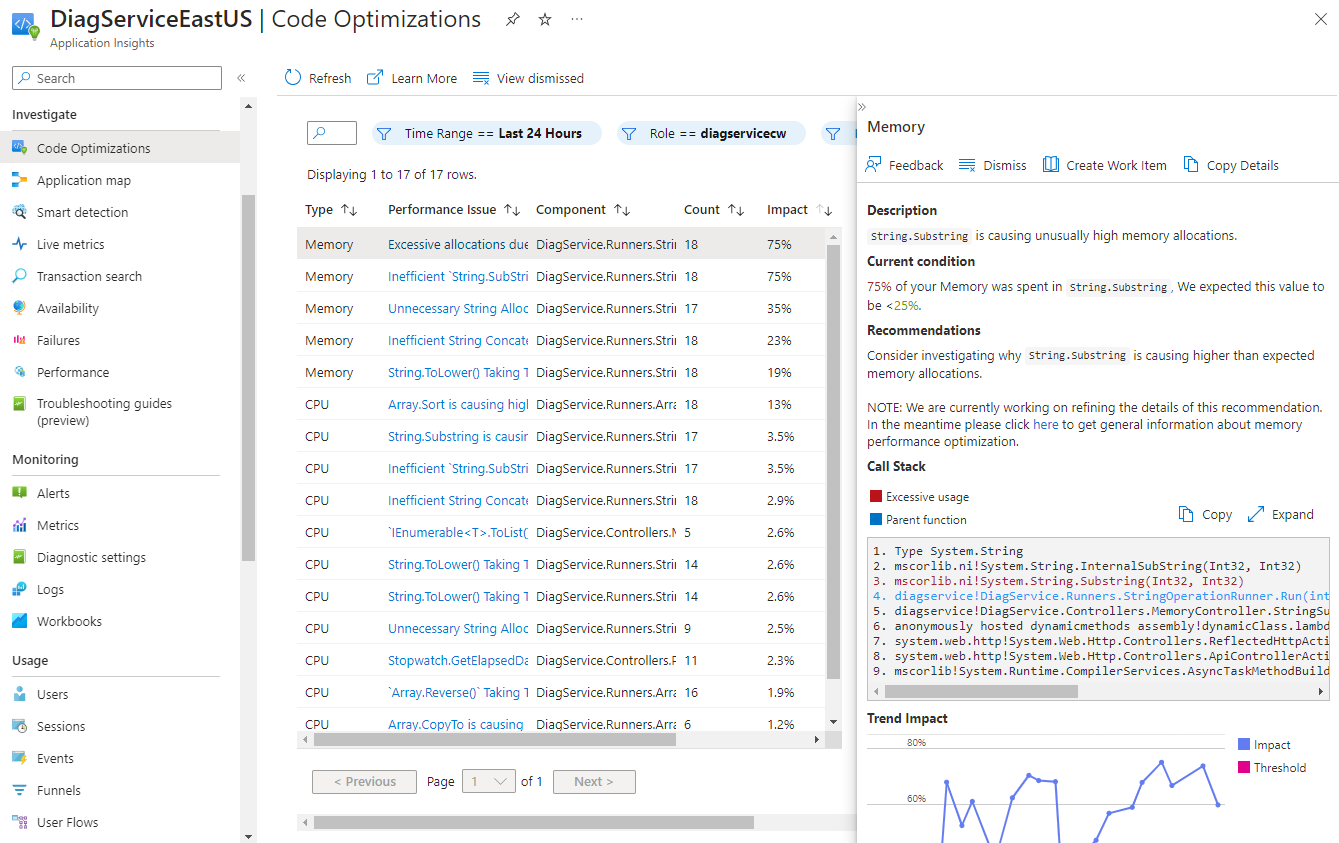 DiagServiceEastUS | Code Optimizations ...
Application Insights
Search
«
Investigate
Code Optimizations
Application map
Smart detection
Live metrics
Transaction search
Availability
Failures
Performance
Troubleshooting guides
(preview)
Monitoring
Alerts
Metrics
Diagnostic settings
Logs
Workbooks
Usage
Users
Sessions
Events
Funnels
User Flows
Refresh Learn More View dismissed
Time Range == Last 24 Hours Role == diagservicecw
Displaying 1 to 17 of 17 rows.
Type ↑↓ Performance Issue ↑↓ Component ↑↓ Count ↑↓ Impact ↑↓
Memory Excessive allocations due DiagService.Runners.Strin 18 75%
Memory Inefficient `String.SubStri DiagService.Runners.Strin 18 75%
Memory Unnecessary String Alloc DiagService.Runners.Strin 17 35%
Memory Inefficient String Concate DiagService.Runners.Strin 18 23%
Memory String.ToLower() Taking T DiagService.Runners.Strin 18 19%
CPU Array.Sort is causing high DiagService.Runners.Arra 18 13%
CPU String.Substring is causin DiagService.Runners.Strin 17 3.5%
CPU Inefficient `String.SubStri DiagService.Runners.Strin 17 3.5%
CPU Inefficient String Concate DiagService.Runners.Strin 18 2.9%
CPU `IEnumerable<T>.ToList() DiagService.Controllers.M 5 2.6%
CPU String.ToLower() Taking T DiagService.Runners.Strin 14 2.6%
CPU String.ToLower() Taking T DiagService.Runners.Strin 14 2.6%
CPU Unnecessary String Alloc DiagService.Runners.Strin 9 2.5%
CPU Stopwatch.GetElapsedDa DiagService.Controllers.P 11 2.3%
CPU `Array.Reverse()` Taking T DiagService.Runners.Arra 16 1.9%
CPU Array.CopyTo is causing DiagService.Runners.Arra 6 1.2%
< Previous Page 1 of 1 Next >
»
Memory
Feedback Dismiss Create Work Item Copy Details
Description
String.Substring is causing unusually high memory allocations.
Current condition
75% of your Memory was spent in String.Substring, We expected this value to
be <25%.
Recommendations
Consider investigating why String.Substring is causing higher than expected
memory allocations.
NOTE: We are currently working on refining the details of this recommendation.
In the meantime please click here to get general information about memory
performance optimization.
Call Stack
Excessive usage
Parent function
Copy Expand
1. Type System.String
2. mscorlib.ni!System.String.InternalSubString(Int32, Int32)
3. mscorlib.ni!System.String.Substring(Int32, Int32)
4. diagservice!DiagService.Runners.StringOperationRunner.Run(int
5. diagservice!DiagService.Controllers.MemoryController.StringSu
6. anonymously hosted dynamicmethods assembly!dynamicClass.lambd
7. system.web.http!System.Web.Http.Controllers.ReflectedHttpActi
8. system.web.http!System.Web.Http.Controllers.ApiControllerActi
9. mscorlib!System.Runtime.CompilerServices.AsyncTaskMethodBuild
Trend Impact
80%
60%
Impact
Threshold